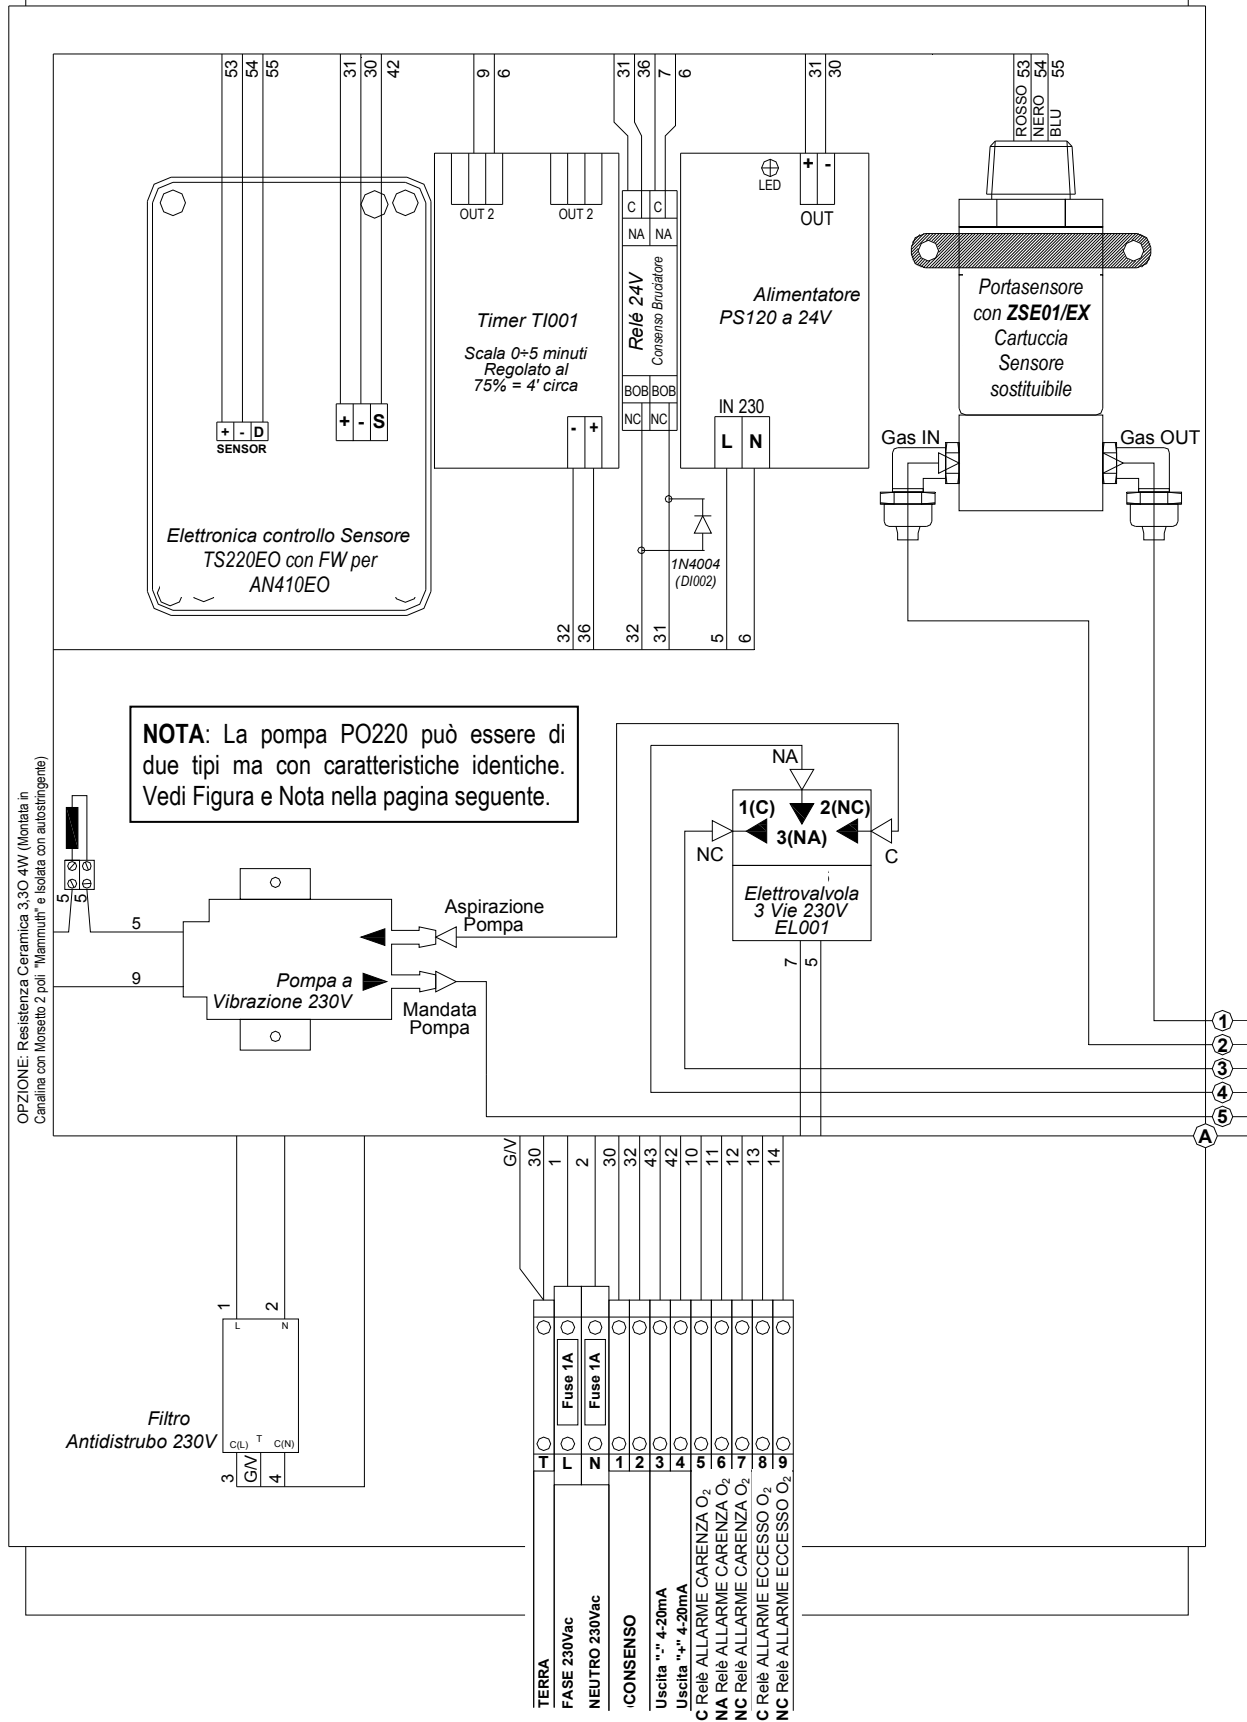 53
54
55
31
30
42
9
6
31
36
7
6
31
30
ROSSO 53
NERO 54
BLU 55
OUT 2
OUT 2
C
C
NA
NA
LED
+
-
OUT
Relé 24V
Consenso Bruciatore
Timer TI001
Scala 0÷5 minuti
Regolato al
75% = 4' circa
Alimentatore
PS120 a 24V
Portasensore
con ZSE01/EX
Cartuccia
Sensore
sostituibile
BOB
BOB
NC
NC
IN 230
L
N
- +
+ - D
SENSOR
+ - S
Gas IN
Gas OUT
Elettronica controllo Sensore
TS220EO con FW per
AN410EO
1N4004
(DI002)
32
36
32
31
5
6
NOTA: La pompa PO220 può essere di
due tipi ma con caratteristiche identiche.
Vedi Figura e Nota nella pagina seguente.
OPZIONE: Resistenza Ceramica 3,3O 4W (Montata in
Canalina con Morsetto 2 poli "Mammuth" e Isolata con autostringente)
NA
1(C)
2(NC)
3(NA)
NC
C
Elettrovalvola
3 Vie 230V
EL001
7
5
5
5
5
9
Aspirazione
Pompa
Pompa a
Vibrazione 230V
Mandata
Pompa
1
2
3
4
5
A
G/V
30
1
2
30
32
43
42
10
11
12
13
14
1
2
L
N
Filtro
Antidistrubo 230V
C(L)
T
C(N)
3
G/V
4
Fuse 1A
Fuse 1A
T L N 1 2 3 4 5 6 7 8 9
TERRA
FASE 230Vac
NEUTRO 230Vac
CONSENSO
Uscita "-" 4-20mA
Uscita "+" 4-20mA
C Relè ALLARME CARENZA O₂
NA Relè ALLARME CARENZA O₂
NC Relè ALLARME CARENZA O₂
C Relè ALLARME ECCESSO O₂
NC Relè ALLARME ECCESSO O₂